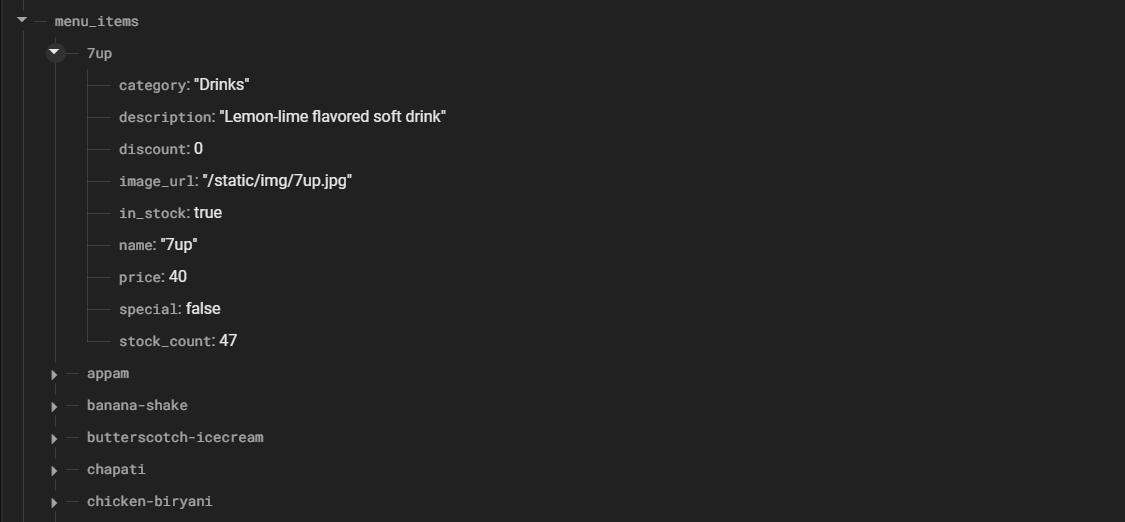 menu_items
7up
category: "Drinks"
description: "Lemon-lime flavored soft drink"
discount: 0
image_url: "/static/img/7up.jpg"
in_stock: true
name: "7up"
price: 40
special: false
stock_count: 47
appam
banana-shake
butterscotch-icecream
chapati
chicken-biryani